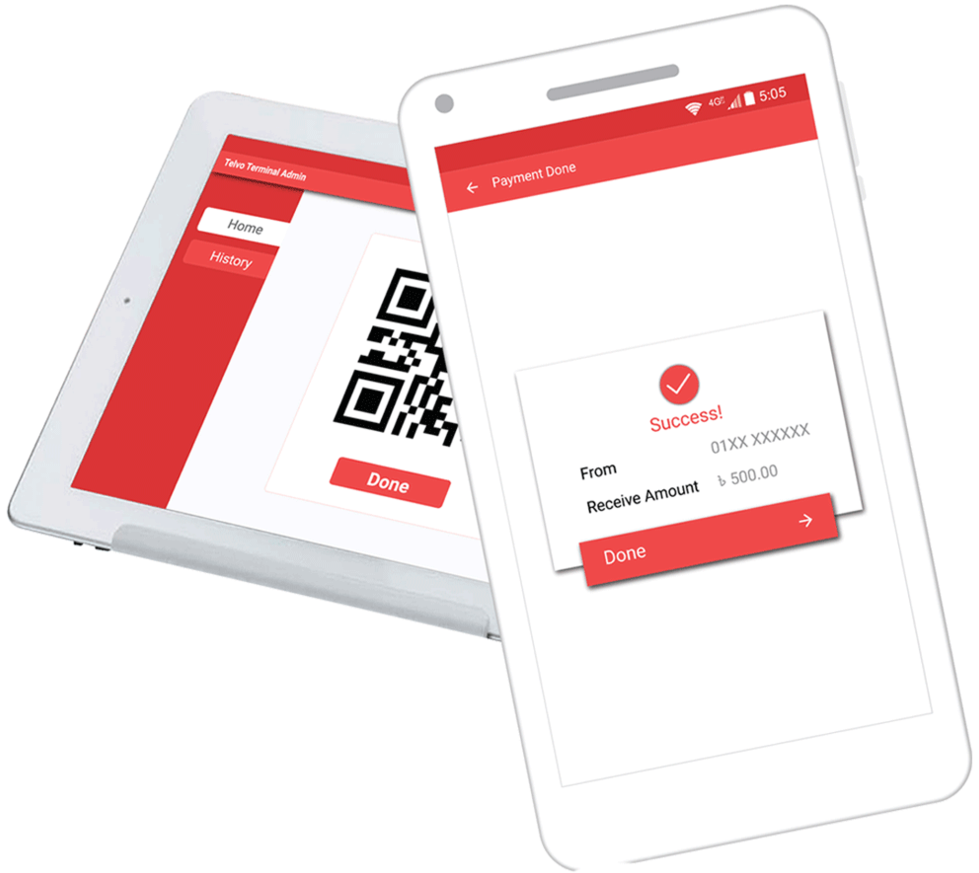 Telvo Terminal Admin
Home
History
Done
4G
5:05
Payment Done
Success!
From 01XX XXXXXX
Receive Amount ৳ 500.00
Done